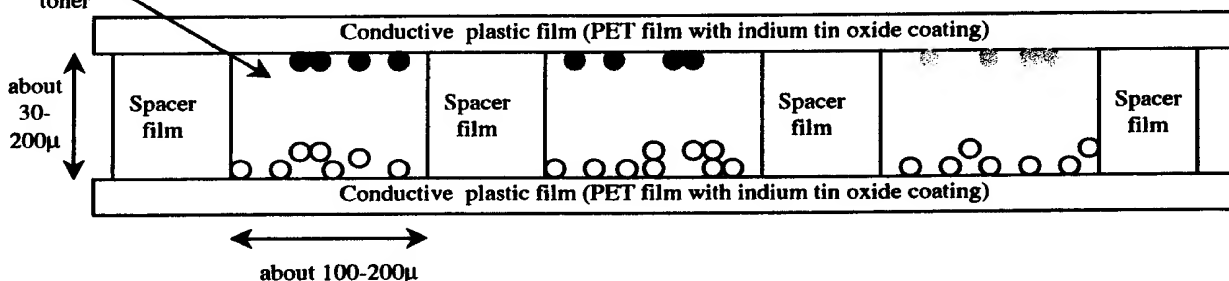 toner
Conductive plastic film (PET film with indium tin oxide coating)
about
30-
200μ
Spacer
film
Spacer
film
Spacer
film
Spacer
film
Conductive plastic film (PET film with indium tin oxide coating)
about 100-200μ